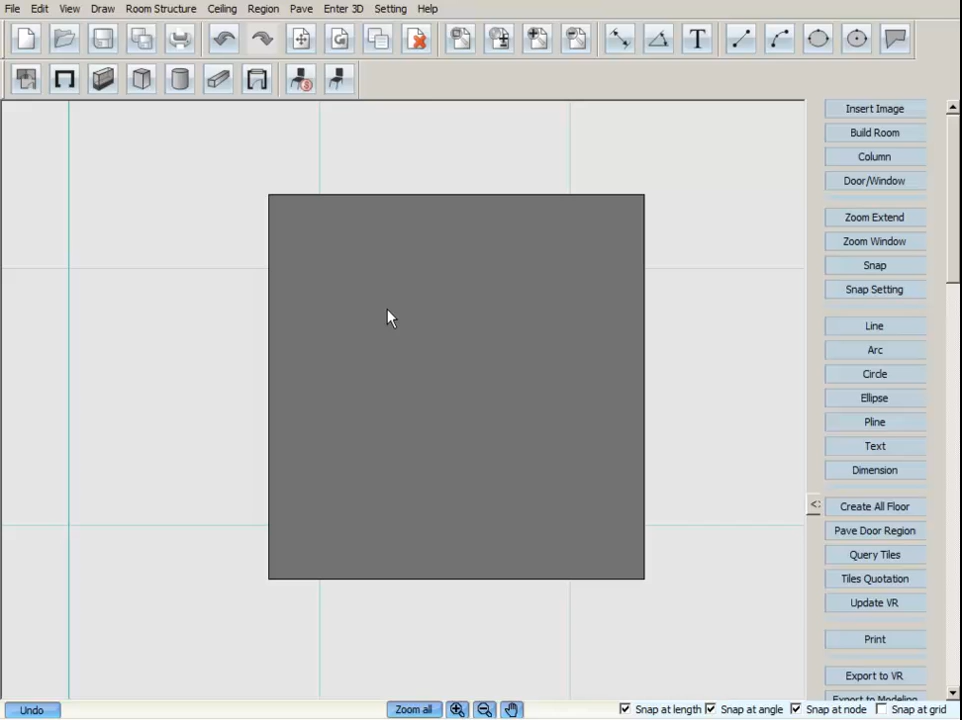 File Edit View Draw Room Structure Ceiling Region Pave Enter 3D Setting Help
T
Insert Image
Build Room
Column
Door/Window
Zoom Extend
Zoom Window
Snap
Snap Setting
Line
Arc
Circle
Ellipse
Pline
Text
Dimension
<:
Create All Floor
Pave Door Region
Query Tiles
Tiles Quotation
Update VR
Print
Export to VR
Export to Modeling
Undo Zoom all Snap at length Snap at angle Snap at node Snap at grid